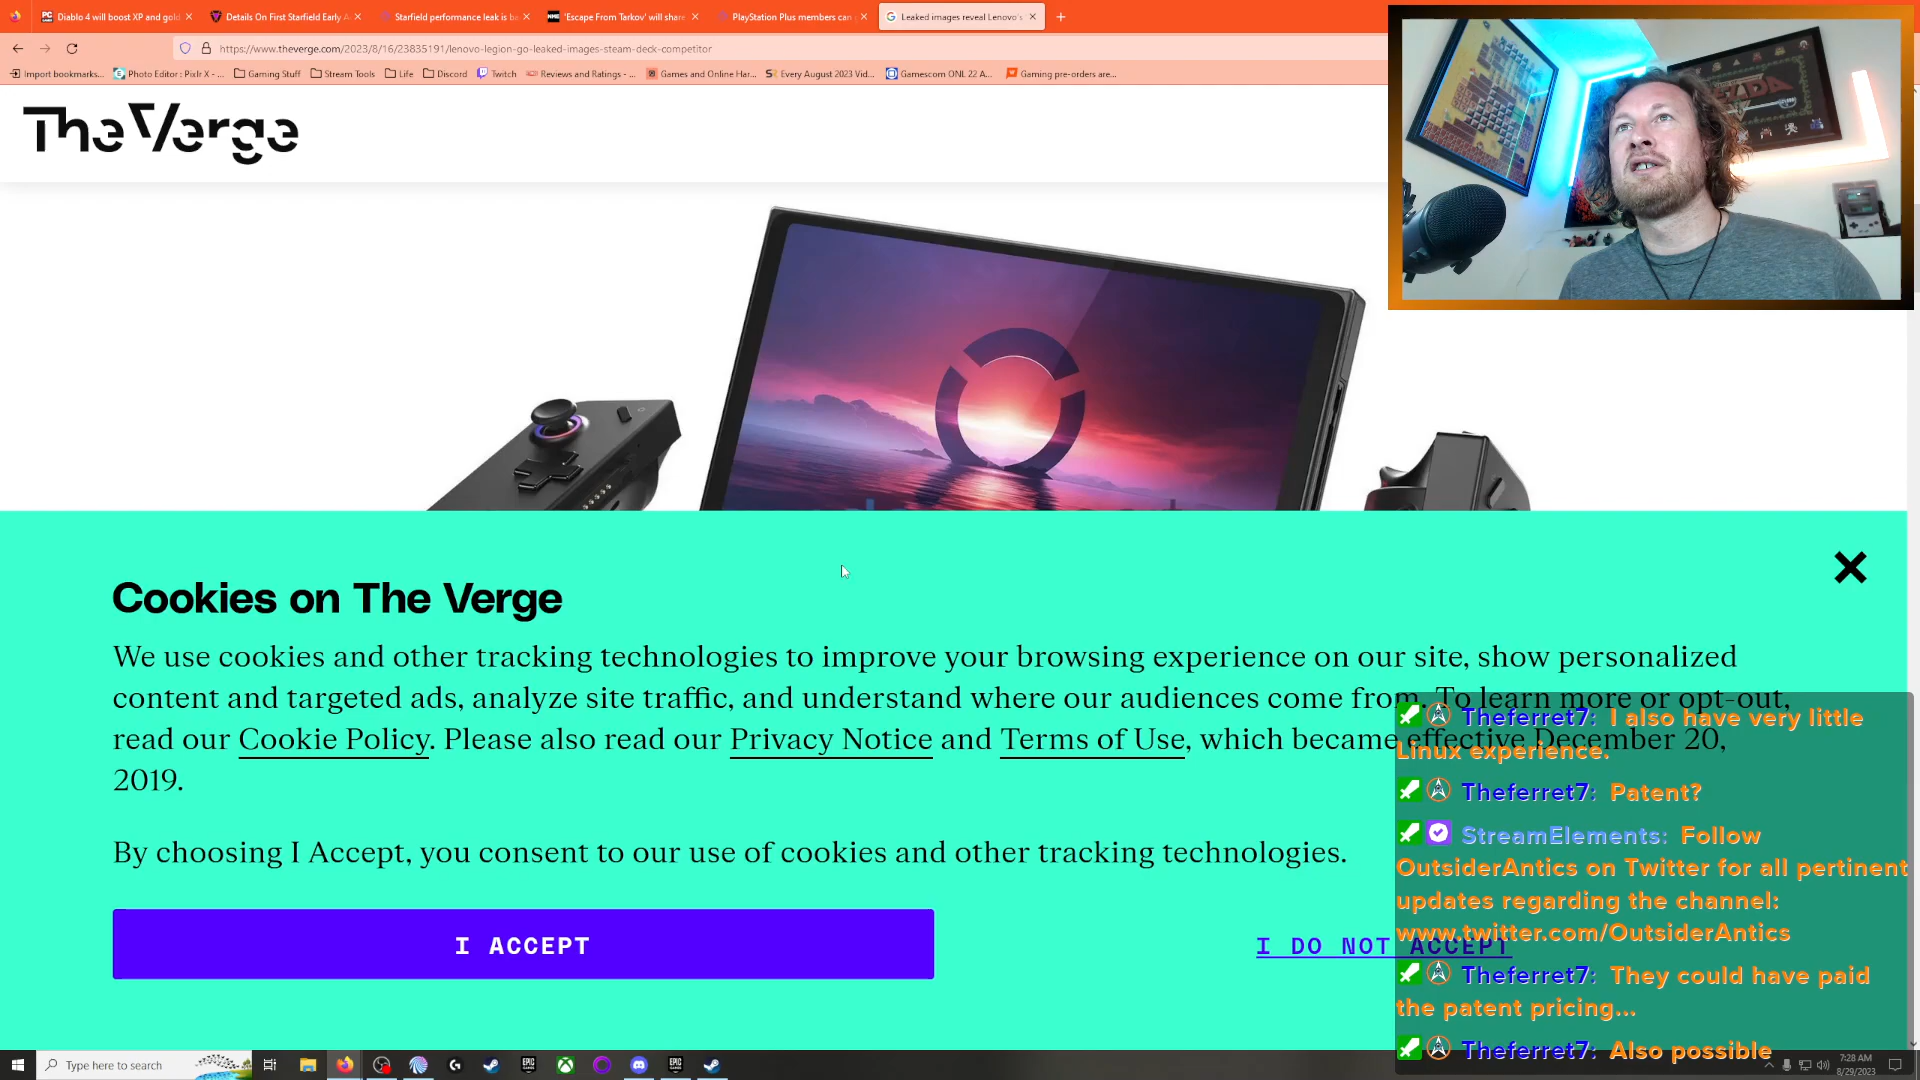 Diablo 4 will boost XP and gold
Details On First Starfield Early A
Starfield performance leak is b
'Escape From Tarkov' will share
PlayStation Plus members can
Leaked images reveal Lenovo's
https://www.theverge.com/2023/8/16/23835191/lenovo-legion-go-leaked-images-steam-deck-competitor
Import bookmarks...
Photo Editor : Pixlr X - ...
Gaming Stuff
Stream Tools
Life
Discord
Twitch
Reviews and Ratings - ...
Games and Online Har...
Every August 2023 Vid...
Gamescom ONL 22 A...
Gaming pre-orders are...
The Verge
Cookies on The Verge
We use cookies and other tracking technologies to improve your browsing experience on our site, show personalized
content and targeted ads, analyze site traffic, and understand where our audiences come from. To learn more or opt-out,
read our Cookie Policy. Please also read our Privacy Notice and Terms of Use, which became effective December 20,
2019.
By choosing I Accept, you consent to our use of cookies and other tracking technologies.
I ACCEPT
I DO NOT ACCEPT
Theferret7: I also have very little
Linux experience.
Theferret7: Patent?
StreamElements: Follow
OutsiderAntics on Twitter for all pertinent
updates regarding the channel:
www.twitter.com/OutsiderAntics
Theferret7: They could have paid
the patent pricing...
Theferret7: Also possible
Type here to search
7:28 AM
8/29/2023